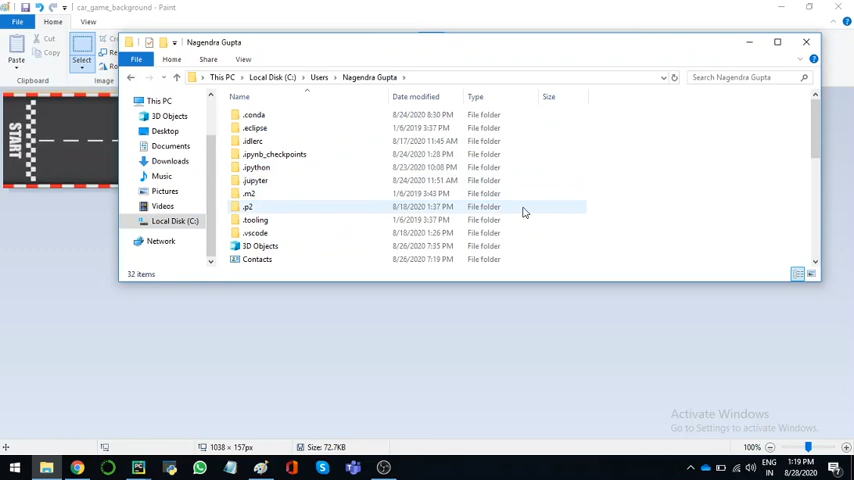 car_game_background - Paint
File Home View
Paste
Cut
Copy
Select
Clipboard
Image
Nagendra Gupta
File Home Share View
This PC > Local Disk (C:) > Users > Nagendra Gupta >
Search Nagendra Gupta
Name Date modified Type Size
This PC
3D Objects
Desktop
Documents
Downloads
Music
Pictures
Videos
Local Disk (C:)
Network
.conda 8/24/2020 8:30 PM File folder
.eclipse 1/6/2019 3:37 PM File folder
.idlerc 8/17/2020 11:45 AM File folder
.ipynb_checkpoints 8/24/2020 1:28 PM File folder
.ipython 8/23/2020 10:08 PM File folder
.jupyter 8/24/2020 11:51 AM File folder
.m2 1/6/2019 3:43 PM File folder
.p2 8/18/2020 1:37 PM File folder
.tooling 1/6/2019 3:37 PM File folder
.vscode 8/18/2020 1:26 PM File folder
3D Objects 8/26/2020 7:35 PM File folder
Contacts 8/26/2020 7:19 PM File folder
32 items
START
Activate Windows
Go to Settings to activate Windows.
1038 × 157px
Size: 72.7KB
100%
ENG
IN
1:19 PM
8/28/2020